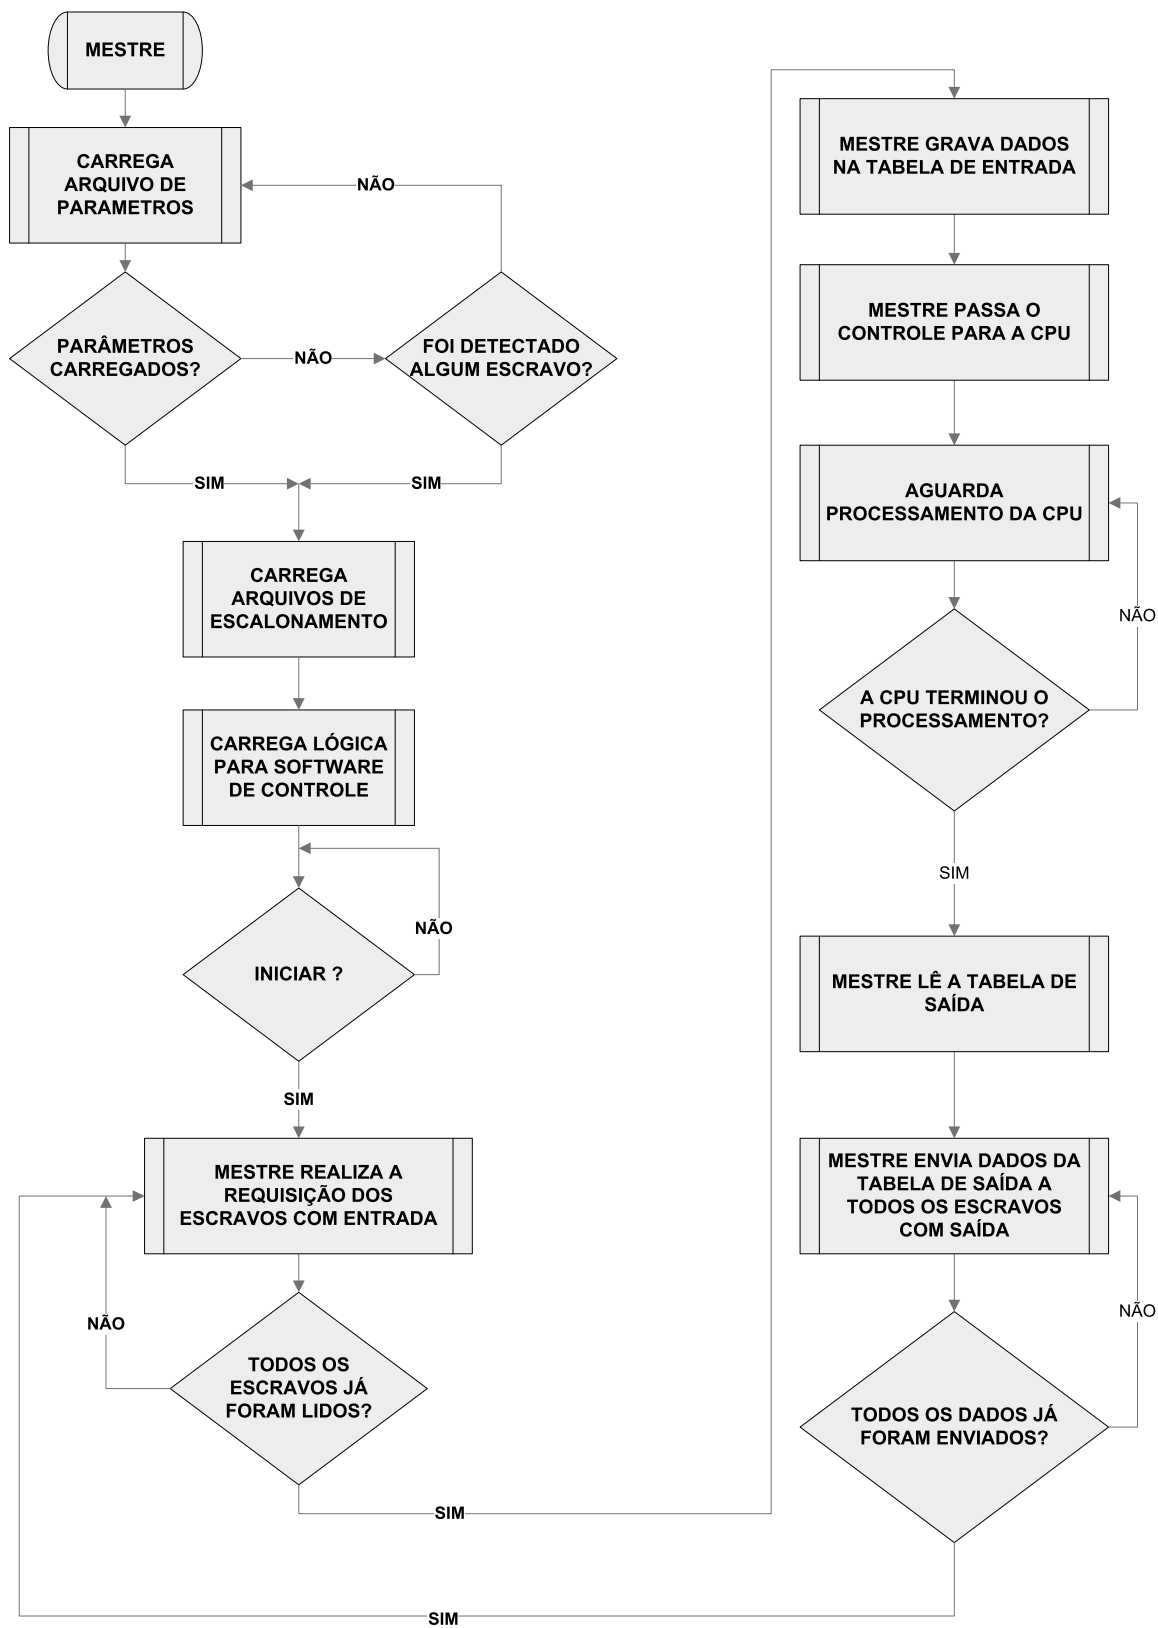 MESTRE
CARREGA
ARQUIVO DE
PARAMETROS
NÃO
PARÂMETROS
CARREGADOS?
NÃO
FOI DETECTADO
ALGUM ESCRAVO?
SIM
SIM
CARREGA
ARQUIVOS DE
ESCALONAMENTO
CARREGA LÓGICA
PARA SOFTWARE
DE CONTROLE
NÃO
INICIAR ?
SIM
MESTRE REALIZA A
REQUISIÇÃO DOS
ESCRAVOS COM ENTRADA
NÃO
TODOS OS
ESCRAVOS JÁ
FORAM LIDOS?
SIM
MESTRE GRAVA DADOS
NA TABELA DE ENTRADA
MESTRE PASSA O
CONTROLE PARA A CPU
AGUARDA
PROCESSAMENTO DA CPU
NÃO
A CPU TERMINOU O
PROCESSAMENTO?
SIM
MESTRE LÊ A TABELA DE
SAÍDA
MESTRE ENVIA DADOS DA
TABELA DE SAÍDA A
TODOS OS ESCRAVOS
COM SAÍDA
NÃO
TODOS OS DADOS JÁ
FORAM ENVIADOS?
SIM